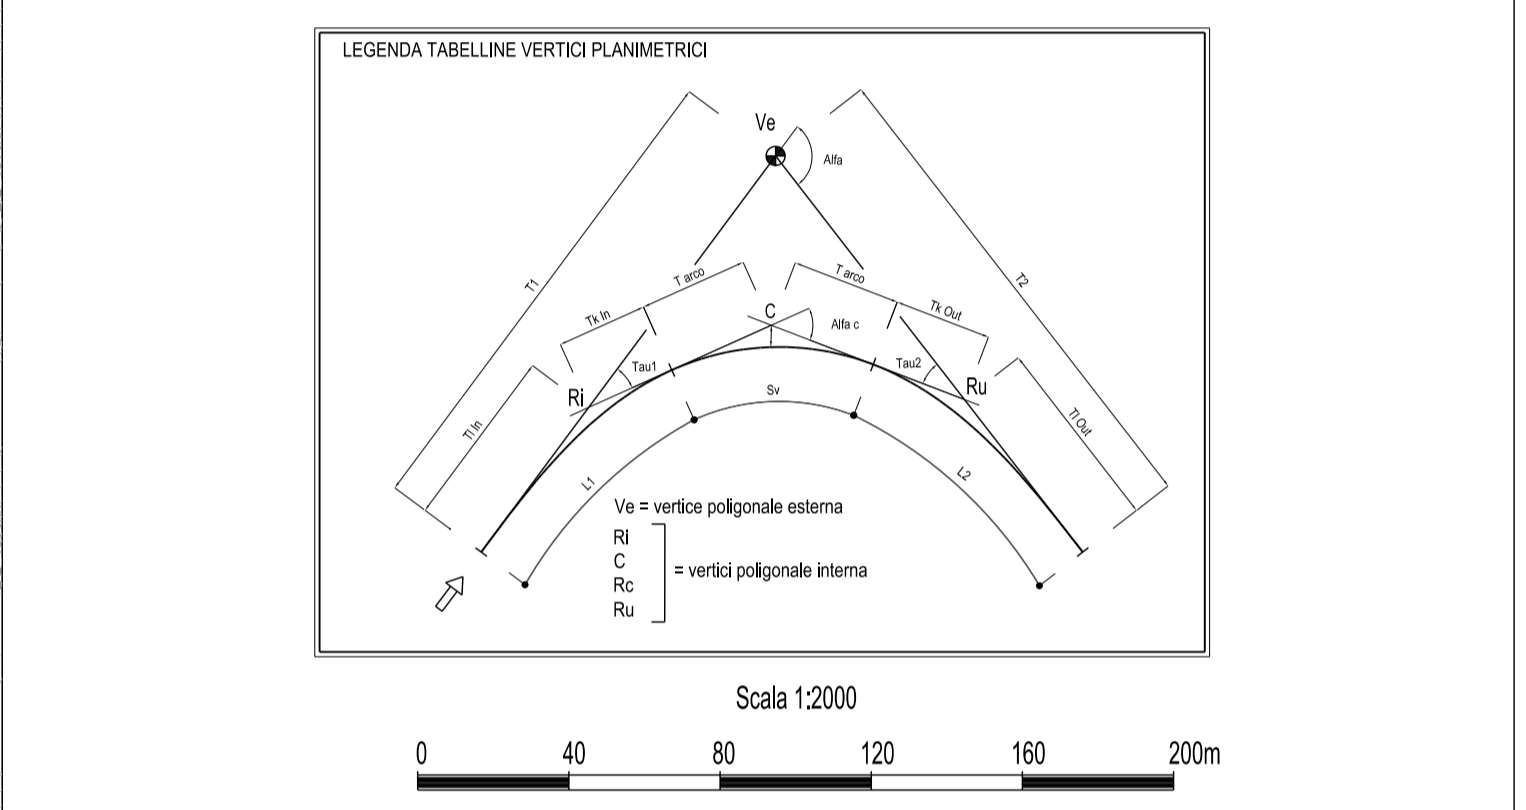 LEGENDA TABELLINE VERTICI PLANIMETRICI
Ve
Alfa
T1
T2
T arco
T arco
Tk In
Tk Out
C
Alfa c
Tau1
Tau2
Ri
Ru
Sv
Tl In
Tl Out
L1
L2
Ve = vertice poligonale esterna
Ri
C
Rc
Ru
= vertici poligonale interna
Scala 1:2000
0 40 80 120 160 200m